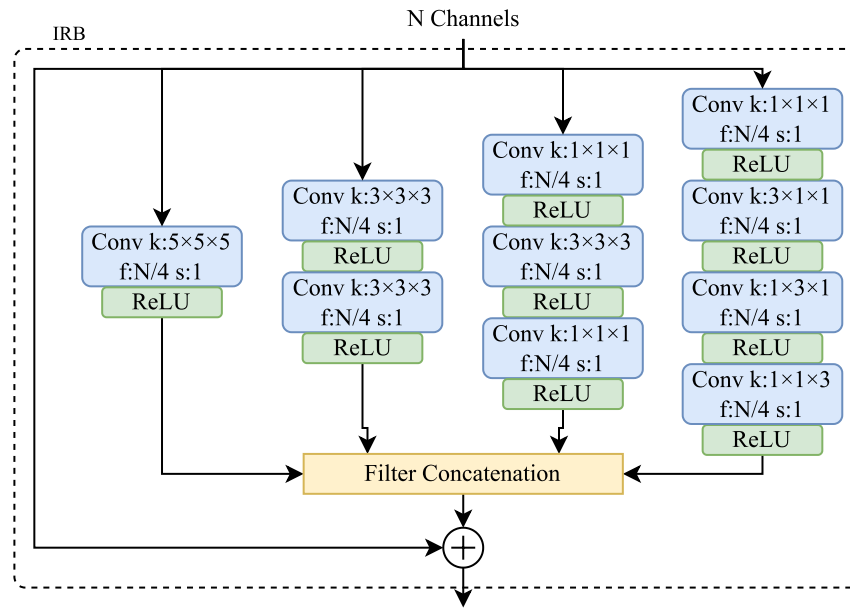 N Channels
IRB
Conv k:5×5×5
f:N/4 s:1
ReLU
Conv k:3×3×3
f:N/4 s:1
ReLU
Conv k:3×3×3
f:N/4 s:1
ReLU
Conv k:1×1×1
f:N/4 s:1
ReLU
Conv k:3×3×3
f:N/4 s:1
ReLU
Conv k:1×1×1
f:N/4 s:1
ReLU
Conv k:1×1×1
f:N/4 s:1
ReLU
Conv k:3×1×1
f:N/4 s:1
ReLU
Conv k:1×3×1
f:N/4 s:1
ReLU
Conv k:1×1×3
f:N/4 s:1
ReLU
Filter Concatenation